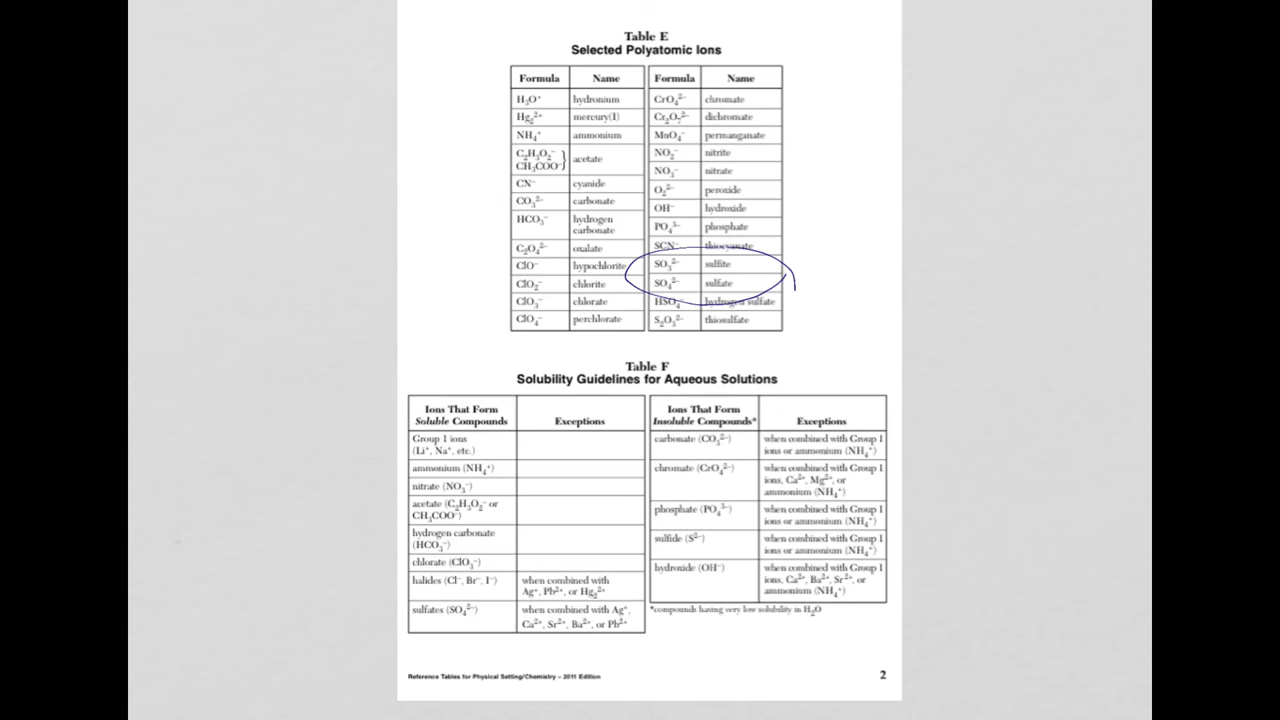 Table E
Selected Polyatomic Ions
Formula Name Formula Name
H₃O⁺ hydronium CrO₄²⁻ chromate
Hg₂²⁺ mercury(I) Cr₂O₇²⁻ dichromate
NH₄⁺ ammonium MnO₄⁻ permanganate
C₂H₃O₂⁻ CH₃COO⁻ } acetate NO₂⁻ nitrite
NO₃⁻ nitrate
CN⁻ cyanide O₂²⁻ peroxide
CO₃²⁻ carbonate OH⁻ hydroxide
HCO₃⁻ hydrogen carbonate PO₄³⁻ phosphate
C₂O₄²⁻ oxalate SCN⁻ thiocyanate
ClO⁻ hypochlorite SO₃²⁻ sulfite
ClO₂⁻ chlorite SO₄²⁻ sulfate
ClO₃⁻ chlorate HSO₄⁻ hydrogen sulfate
ClO₄⁻ perchlorate S₂O₃²⁻ thiosulfate
Table F
Solubility Guidelines for Aqueous Solutions
Ions That Form
Soluble Compounds Exceptions
Group 1 ions
(Li⁺, Na⁺, etc.)
ammonium (NH₄⁺)
nitrate (NO₃⁻)
acetate (C₂H₃O₂⁻ or
CH₃COO⁻)
hydrogen carbonate
(HCO₃⁻)
chlorate (ClO₃⁻)
halides (Cl⁻, Br⁻, I⁻) when combined with
Ag⁺, Pb²⁺, or Hg₂²⁺
sulfates (SO₄²⁻) when combined with Ag⁺,
Ca²⁺, Sr²⁺, Ba²⁺, or Pb²⁺
Ions That Form
Insoluble Compounds* Exceptions
carbonate (CO₃²⁻) when combined with Group 1
ions or ammonium (NH₄⁺)
chromate (CrO₄²⁻) when combined with Group 1
ions, Ca²⁺, Mg²⁺, or
ammonium (NH₄⁺)
phosphate (PO₄³⁻) when combined with Group 1
ions or ammonium (NH₄⁺)
sulfide (S²⁻) when combined with Group 1
ions or ammonium (NH₄⁺)
hydroxide (OH⁻) when combined with Group 1
ions, Ca²⁺, Ba²⁺, Sr²⁺, or
ammonium (NH₄⁺)
*compounds having very low solubility in H₂O
Reference Tables for Physical Setting/Chemistry – 2011 Edition 2